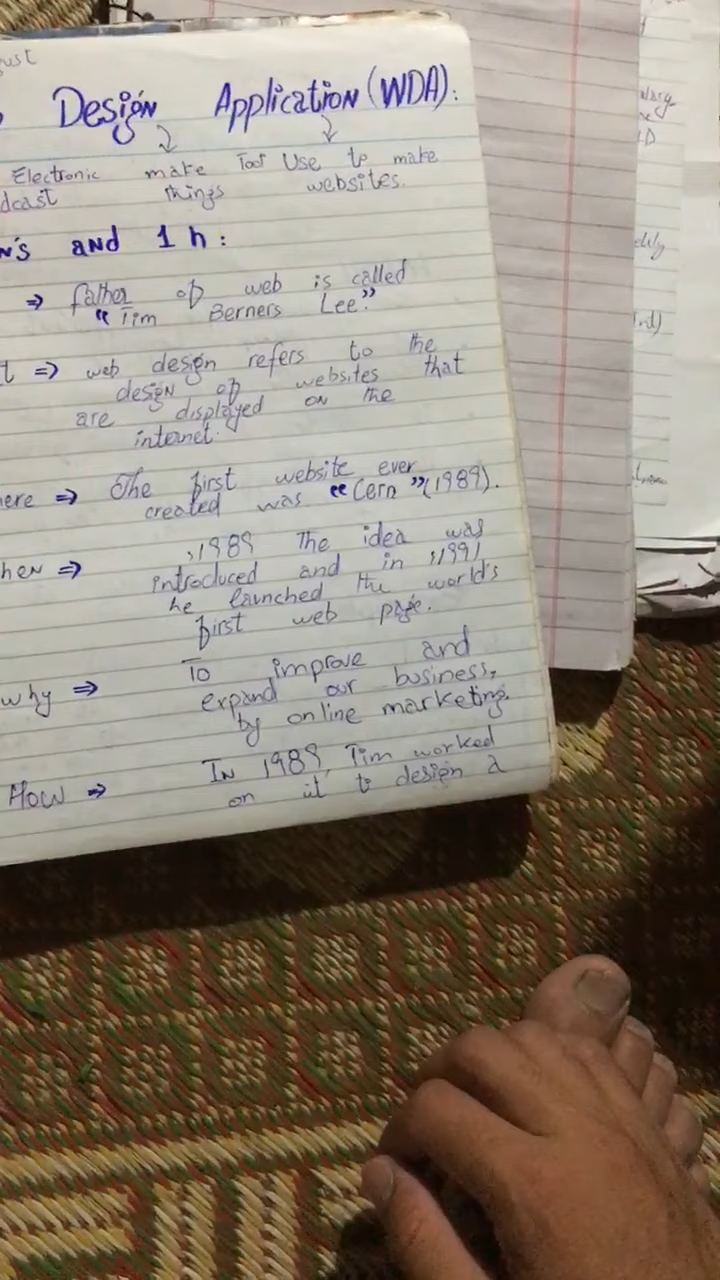 ust
Design Application (WDA):
Electronic make Tool Use to make
dcast things websites.
N's and 1 h:
⇒ father of web is called
“Tim Berners Lee”
t ⇒ web design refers to the
design of websites that
are displayed on the
internet.
ere ⇒ The first website ever
created was “Cern” (1989).
hen ⇒ ,1989 The idea was
introduced and in ,1991
he launched the world's
first web page.
why ⇒ To improve and
expand our business,
by online marketing.
How ⇒ In 1989, Tim worked
on it to design a